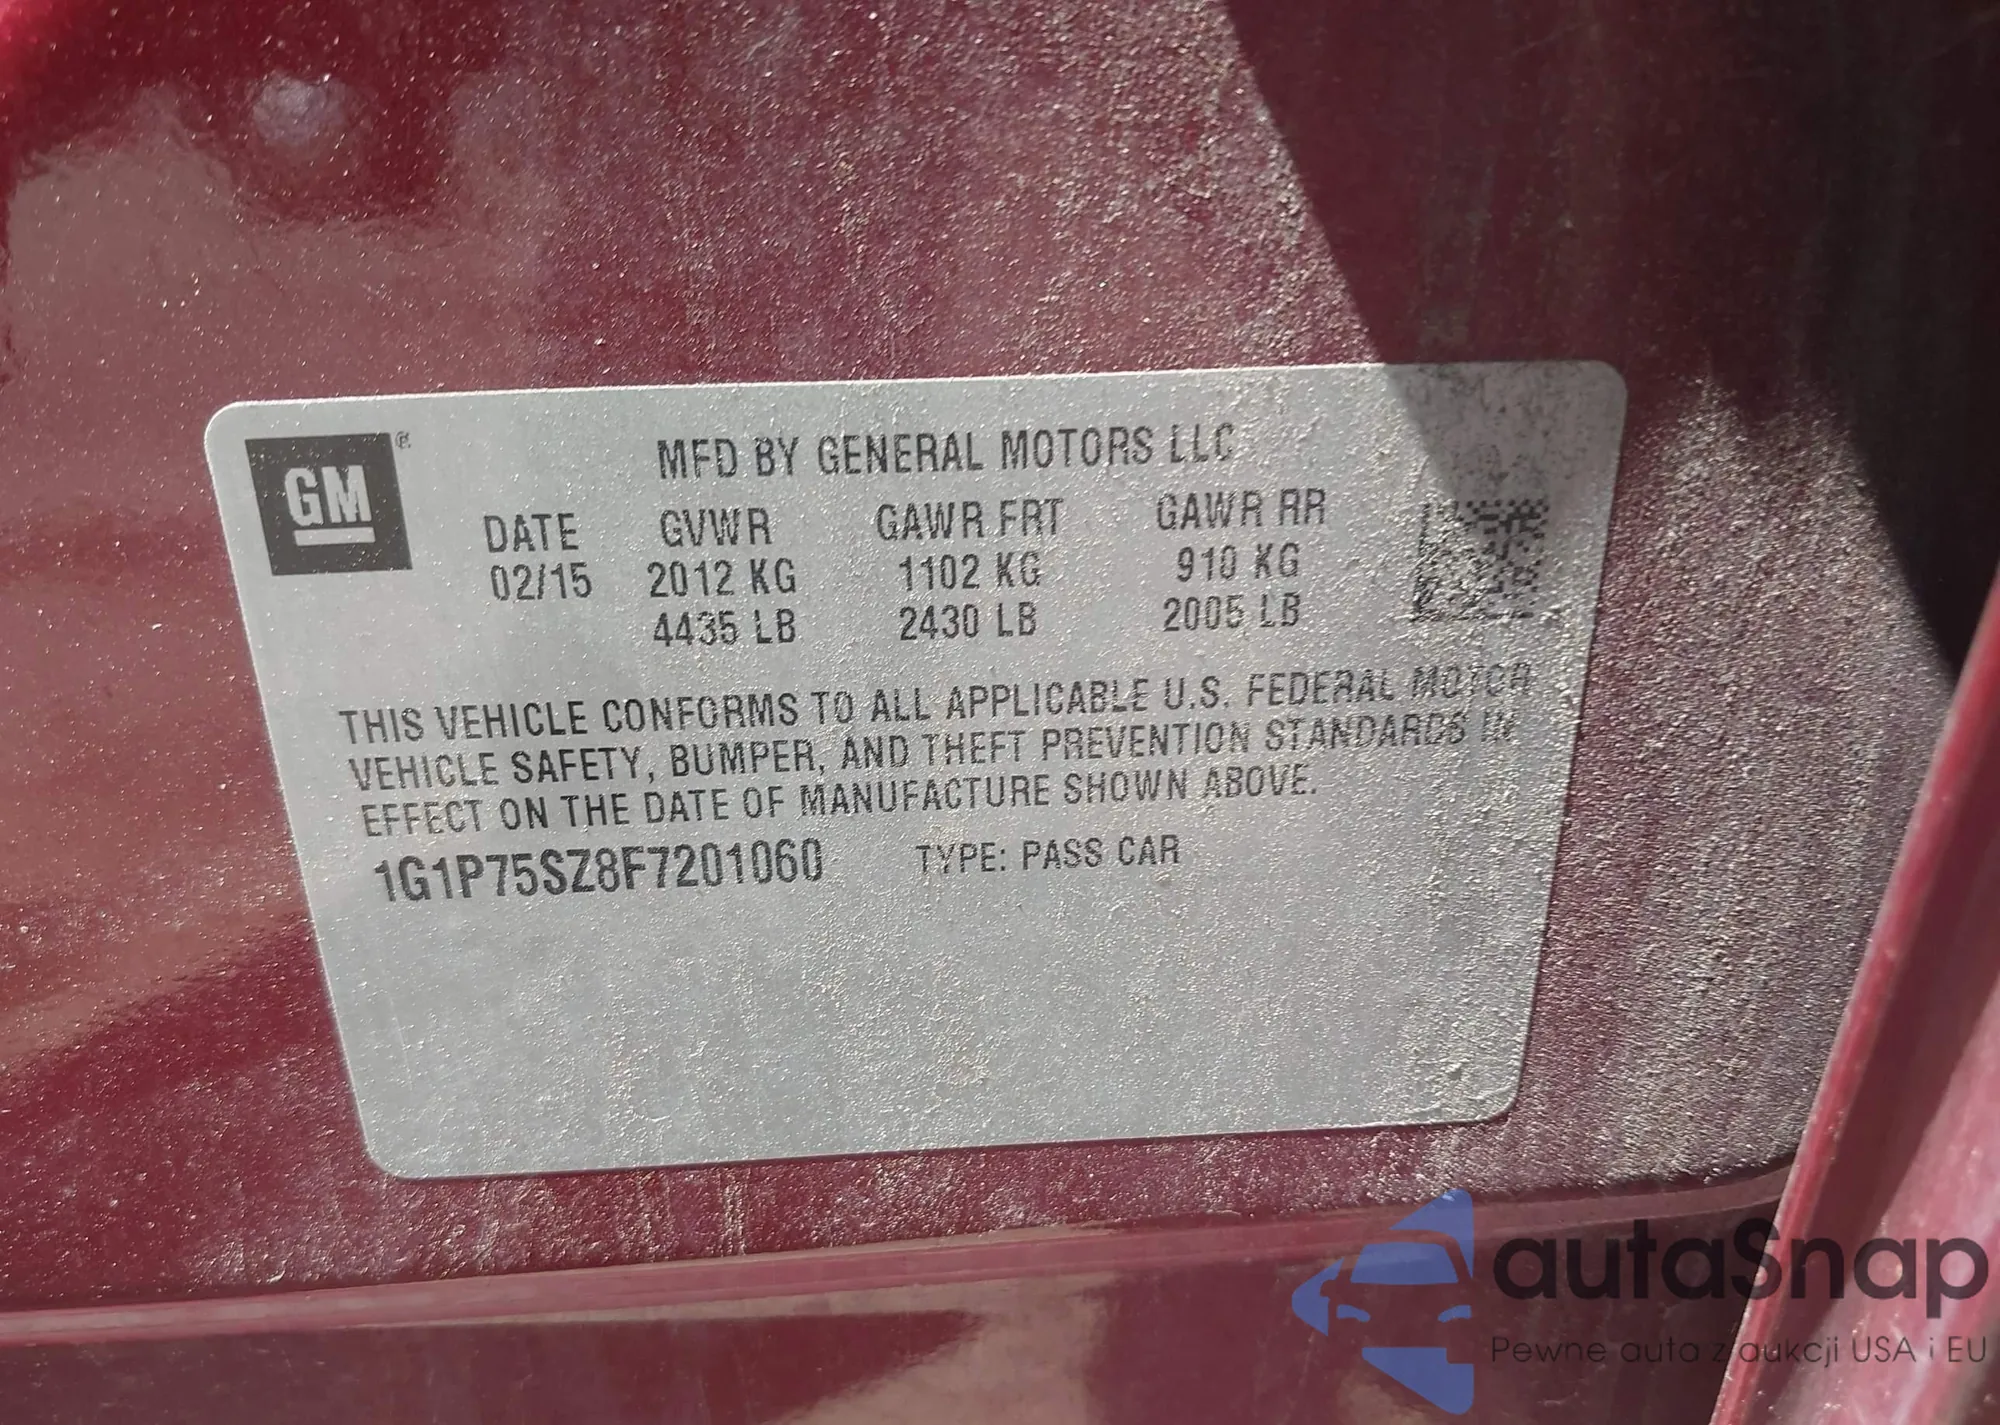 GM ®
MFD BY GENERAL MOTORS LLC
DATE GVWR GAWR FRT GAWR RR
02/15 2012 KG 1102 KG 910 KG
4435 LB 2430 LB 2005 LB
THIS VEHICLE CONFORMS TO ALL APPLICABLE U.S. FEDERAL MOTOR
VEHICLE SAFETY, BUMPER, AND THEFT PREVENTION STANDARDS IN
EFFECT ON THE DATE OF MANUFACTURE SHOWN ABOVE.
1G1P75SZ8F7201060 TYPE: PASS CAR
autaSnap
Pewne auta z aukcji USA i EU